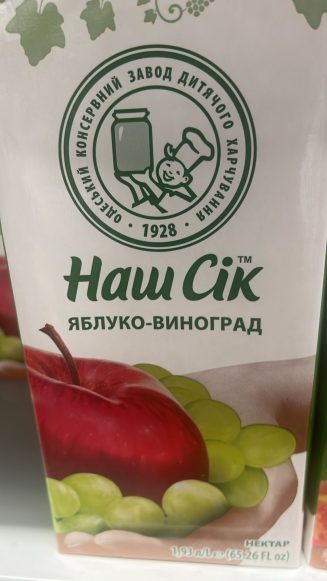 ОДЕСЬКИЙ КОНСЕРВНИЙ ЗАВОД ДИТЯЧОГО ХАРЧУВАННЯ
• 1928 •
Наш Сік™
ЯБЛУКО-ВИНОГРАД
НЕКТАР
1,93 л/L ℮ (65.26 FL oz)